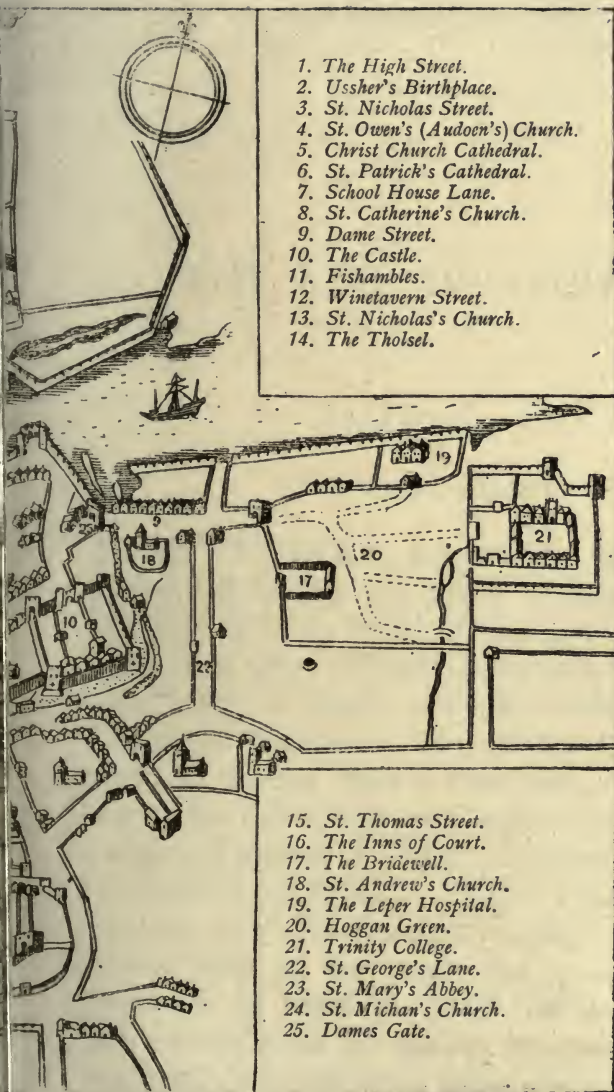 1. The High Street.
2. Ussher's Birthplace.
3. St. Nicholas Street.
4. St. Owen's (Audoen's) Church.
5. Christ Church Cathedral.
6. St. Patrick's Cathedral.
7. School House Lane.
8. St. Catherine's Church.
9. Dame Street.
10. The Castle.
11. Fishambles.
12. Winetavern Street.
13. St. Nicholas's Church.
14. The Tholsel.
19
25
9
18
20
21
17
10
22
15. St. Thomas Street.
16. The Inns of Court.
17. The Bridewell.
18. St. Andrew's Church.
19. The Leper Hospital.
20. Hoggan Green.
21. Trinity College.
22. St. George's Lane.
23. St. Mary's Abbey.
24. St. Michan's Church.
25. Dames Gate.